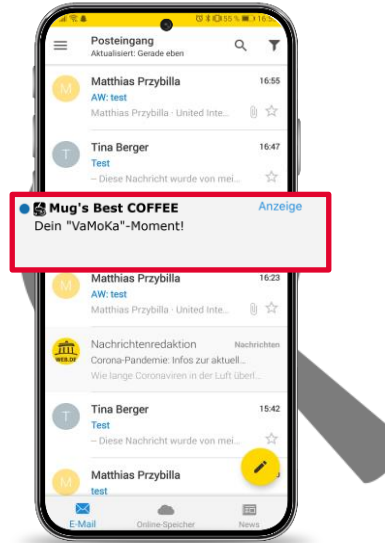 55 %
Posteingang
Aktualisiert: Gerade eben
M
Matthias Przybilla
16:55
AW: test
Matthias Przybilla · United Inte...
T
Tina Berger
16:47
Test
– Diese Nachricht wurde von mei...
Mug's Best COFFEE
Anzeige
Dein "VaMoKa"-Moment!
M
Matthias Przybilla
16:23
AW: test
Matthias Przybilla · United Inte...
WEB.DE
Nachrichtenredaktion
Nachrichten
Corona-Pandemie: Infos zur aktuell...
Wie lange Coronaviren in der Luft überl...
T
Tina Berger
15:42
Test
– Diese Nachricht wurde von mei...
M
Matthias Przybilla
test
E-Mail
Online-Speicher
News